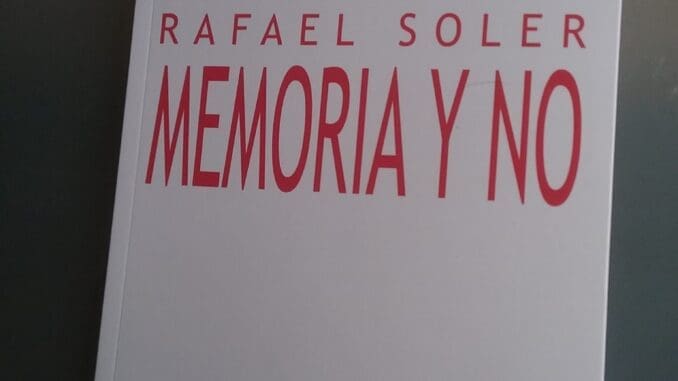 RAFAEL SOLER
MEMORIA Y NO